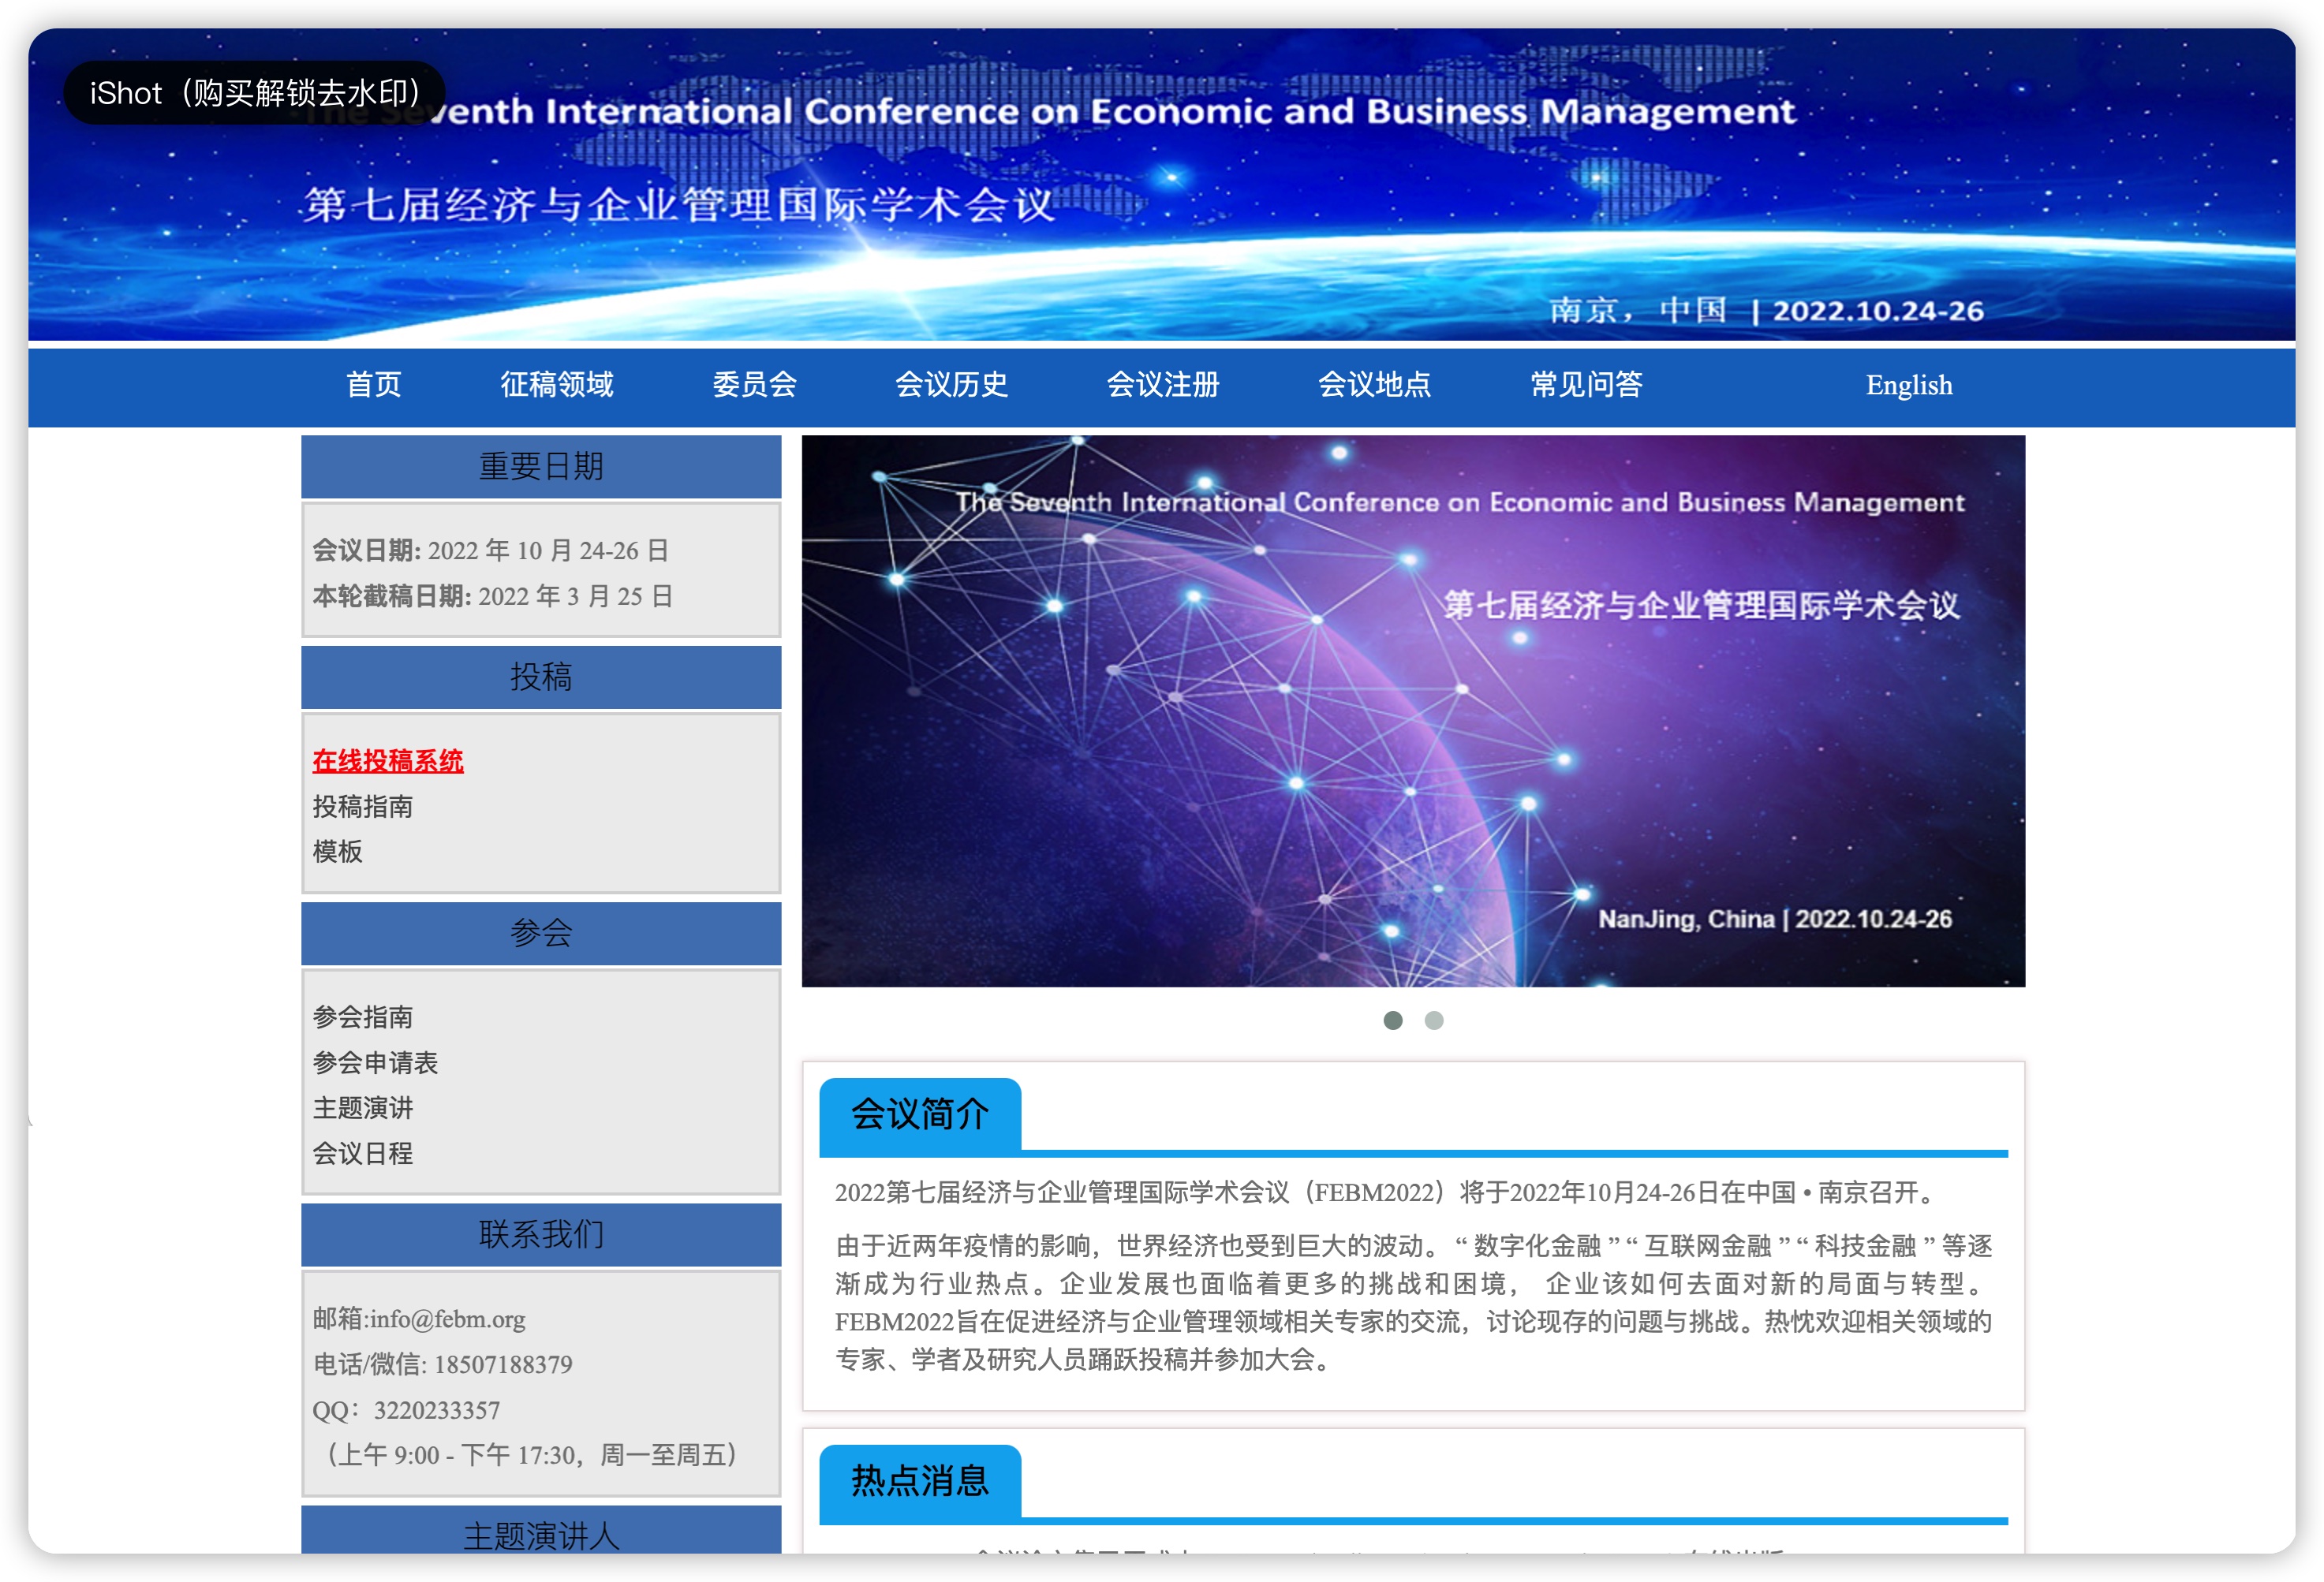 iShot（购买解锁去水印）
The Seventh International Conference on Economic and Business Management
第七届经济与企业管理国际学术会议
南京，中国 | 2022.10.24-26
首页 征稿领域 委员会 会议历史 会议注册 会议地点 常见问答 English
重要日期
会议日期: 2022 年 10 月 24-26 日
本轮截稿日期: 2022 年 3 月 25 日
投稿
在线投稿系统
投稿指南
模板
参会
参会指南
参会申请表
主题演讲
会议日程
联系我们
邮箱:info@febm.org
电话/微信: 18507188379
QQ：3220233357
（上午 9:00 - 下午 17:30，周一至周五）
主题演讲人
The Seventh International Conference on Economic and Business Management
第七届经济与企业管理国际学术会议
NanJing, China | 2022.10.24-26
会议简介
2022第七届经济与企业管理国际学术会议（FEBM2022）将于2022年10月24-26日在中国 • 南京召开。
由于近两年疫情的影响，世界经济也受到巨大的波动。“ 数字化金融 ”“ 互联网金融 ”“ 科技金融 ” 等逐
渐成为行业热点。企业发展也面临着更多的挑战和困境， 企业该如何去面对新的局面与转型。
FEBM2022旨在促进经济与企业管理领域相关专家的交流，讨论现存的问题与挑战。热忱欢迎相关领域的
专家、学者及研究人员踊跃投稿并参加大会。
热点消息